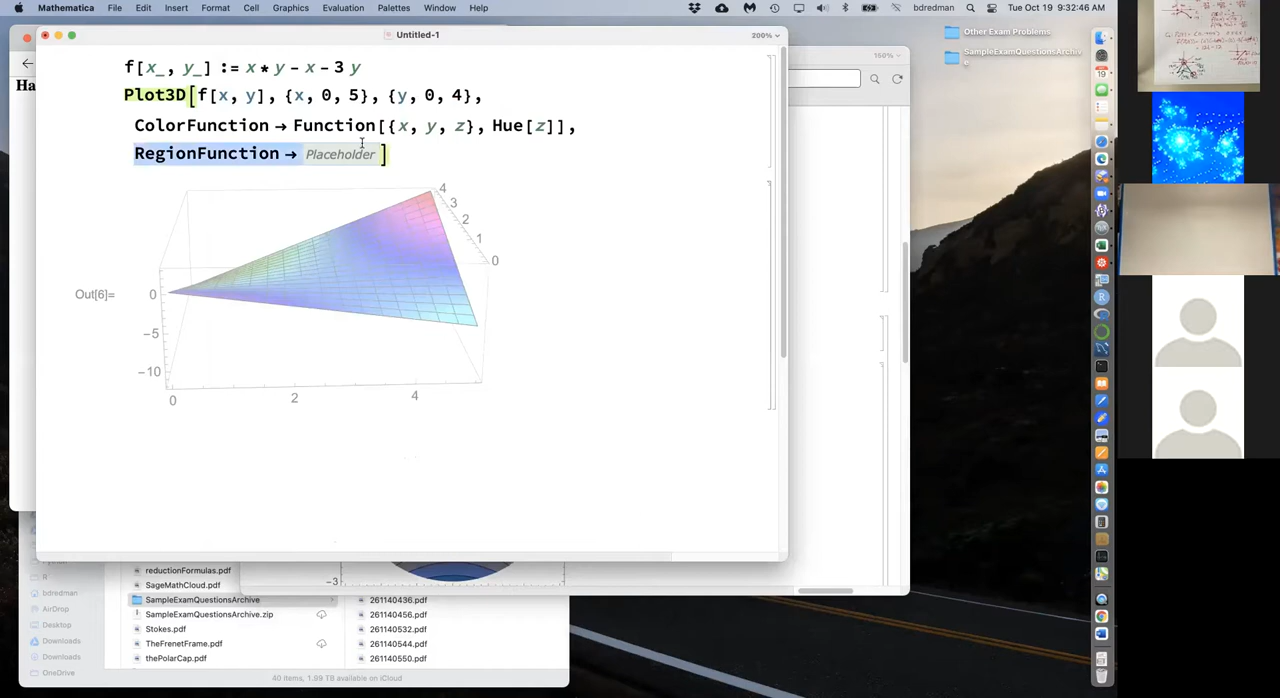 Mathematica File Edit Insert Format Cell Graphics Evaluation Palettes Window Help
bdredman Tue Oct 19 9:32:46 AM
Untitled-1
200%
Ha
f[x_, y_] := x*y - x - 3 y
Plot3D[f[x, y], {x, 0, 5}, {y, 0, 4},
ColorFunction → Function[{x, y, z}, Hue[z]],
RegionFunction → Placeholder]
Out[6]=
4
3
2
1
0
0
-5
-10
0 2 4
150%
-3
Other Exam Problems
SampleExamQuestionsArchiv
e
R
bdredman
AirDrop
Desktop
Downloads
Downloads
OneDrive
reductionFormulas.pdf
SageMathCloud.pdf
SampleExamQuestionsArchive
SampleExamQuestionsArchive.zip
Stokes.pdf
TheFrenetFrame.pdf
thePolarCap.pdf
261140436.pdf
261140456.pdf
261140532.pdf
261140544.pdf
261140550.pdf
40 items, 1.99 TB available on iCloud